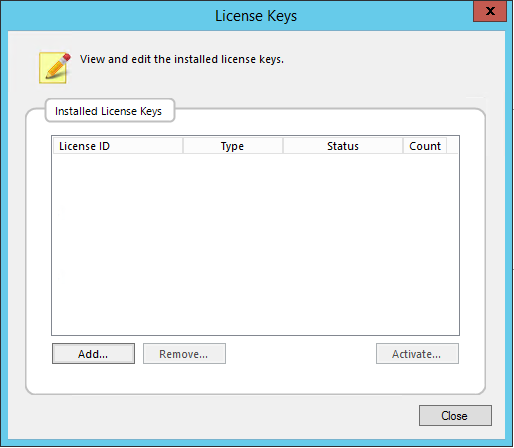 License Keys
X
View and edit the installed license keys.
Installed License Keys
License ID Type Status Count
Add... Remove... Activate...
Close